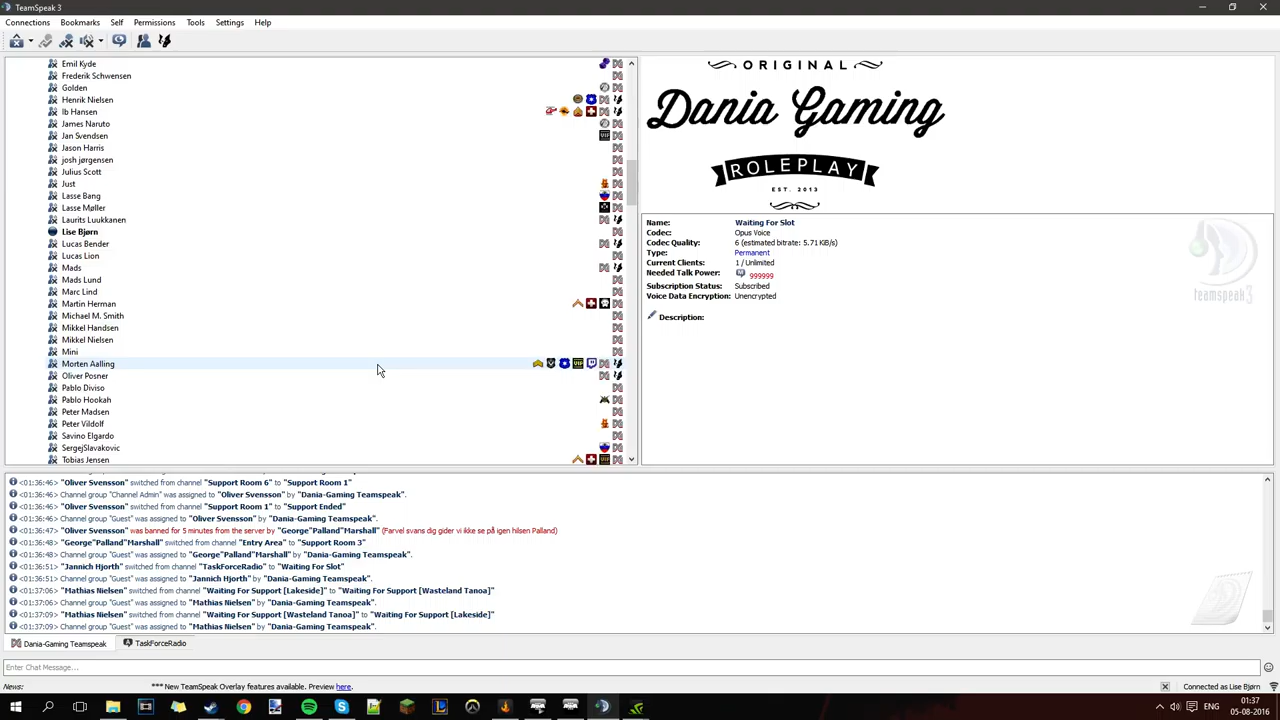 TeamSpeak 3
Connections Bookmarks Self Permissions Tools Settings Help
Emil Kyde
Frederik Schwensen
Golden
Henrik Nielsen
Ib Hansen
James Naruto
Jan Svendsen VIP
Jason Harris
josh jørgensen
Julius Scott
Just
Lasse Bang
Lasse Møller
Laurits Luukkanen
Lise Bjørn
Lucas Bender
Lucas Lion
Mads
Mads Lund
Marc Lind
Martin Herman
Michael M. Smith
Mikkel Handsen
Mikkel Nielsen
Mini
Morten Aalling VIP
Oliver Posner
Pablo Diviso
Pablo Hookah
Peter Madsen
Peter Vildolf
Savino Elgardo
SergejSlavakovic
Tobias Jensen VIP
ORIGINAL
Dania Gaming
ROLEPLAY
EST. 2013
Name: Waiting For Slot
Codec: Opus Voice
Codec Quality: 6 (estimated bitrate: 5.71 KiB/s)
Type: Permanent
Current Clients: 1 / Unlimited
Needed Talk Power: 999999
Subscription Status: Subscribed
Voice Data Encryption: Unencrypted
Description:
teamspeak3
<01:36:46> "Oliver Svensson" switched from channel "Support Room 6" to "Support Room 1"
<01:36:46> Channel group "Channel Admin" was assigned to "Oliver Svensson" by "Dania-Gaming Teamspeak".
<01:36:46> "Oliver Svensson" switched from channel "Support Room 1" to "Support Ended"
<01:36:46> Channel group "Guest" was assigned to "Oliver Svensson" by "Dania-Gaming Teamspeak".
<01:36:47> "Oliver Svensson" was banned for 5 minutes from the server by "George"Palland"Marshall" (Farvel svans dig gider vi ikke se på igen hilsen Palland)
<01:36:48> "George"Palland"Marshall" switched from channel "Entry Area" to "Support Room 3"
<01:36:48> Channel group "Guest" was assigned to "George"Palland"Marshall" by "Dania-Gaming Teamspeak".
<01:36:51> "Jannich Hjorth" switched from channel "TaskForceRadio" to "Waiting For Slot"
<01:36:51> Channel group "Guest" was assigned to "Jannich Hjorth" by "Dania-Gaming Teamspeak".
<01:37:06> "Mathias Nielsen" switched from channel "Waiting For Support [Lakeside]" to "Waiting For Support [Wasteland Tanoa]"
<01:37:06> Channel group "Guest" was assigned to "Mathias Nielsen" by "Dania-Gaming Teamspeak".
<01:37:09> "Mathias Nielsen" switched from channel "Waiting For Support [Wasteland Tanoa]" to "Waiting For Support [Lakeside]"
<01:37:09> Channel group "Guest" was assigned to "Mathias Nielsen" by "Dania-Gaming Teamspeak".
Dania-Gaming Teamspeak TaskForceRadio
Enter Chat Message...
News: *** New TeamSpeak Overlay features available. Preview here. Connected as Lise Bjørn
ENG 01:37
05-08-2016